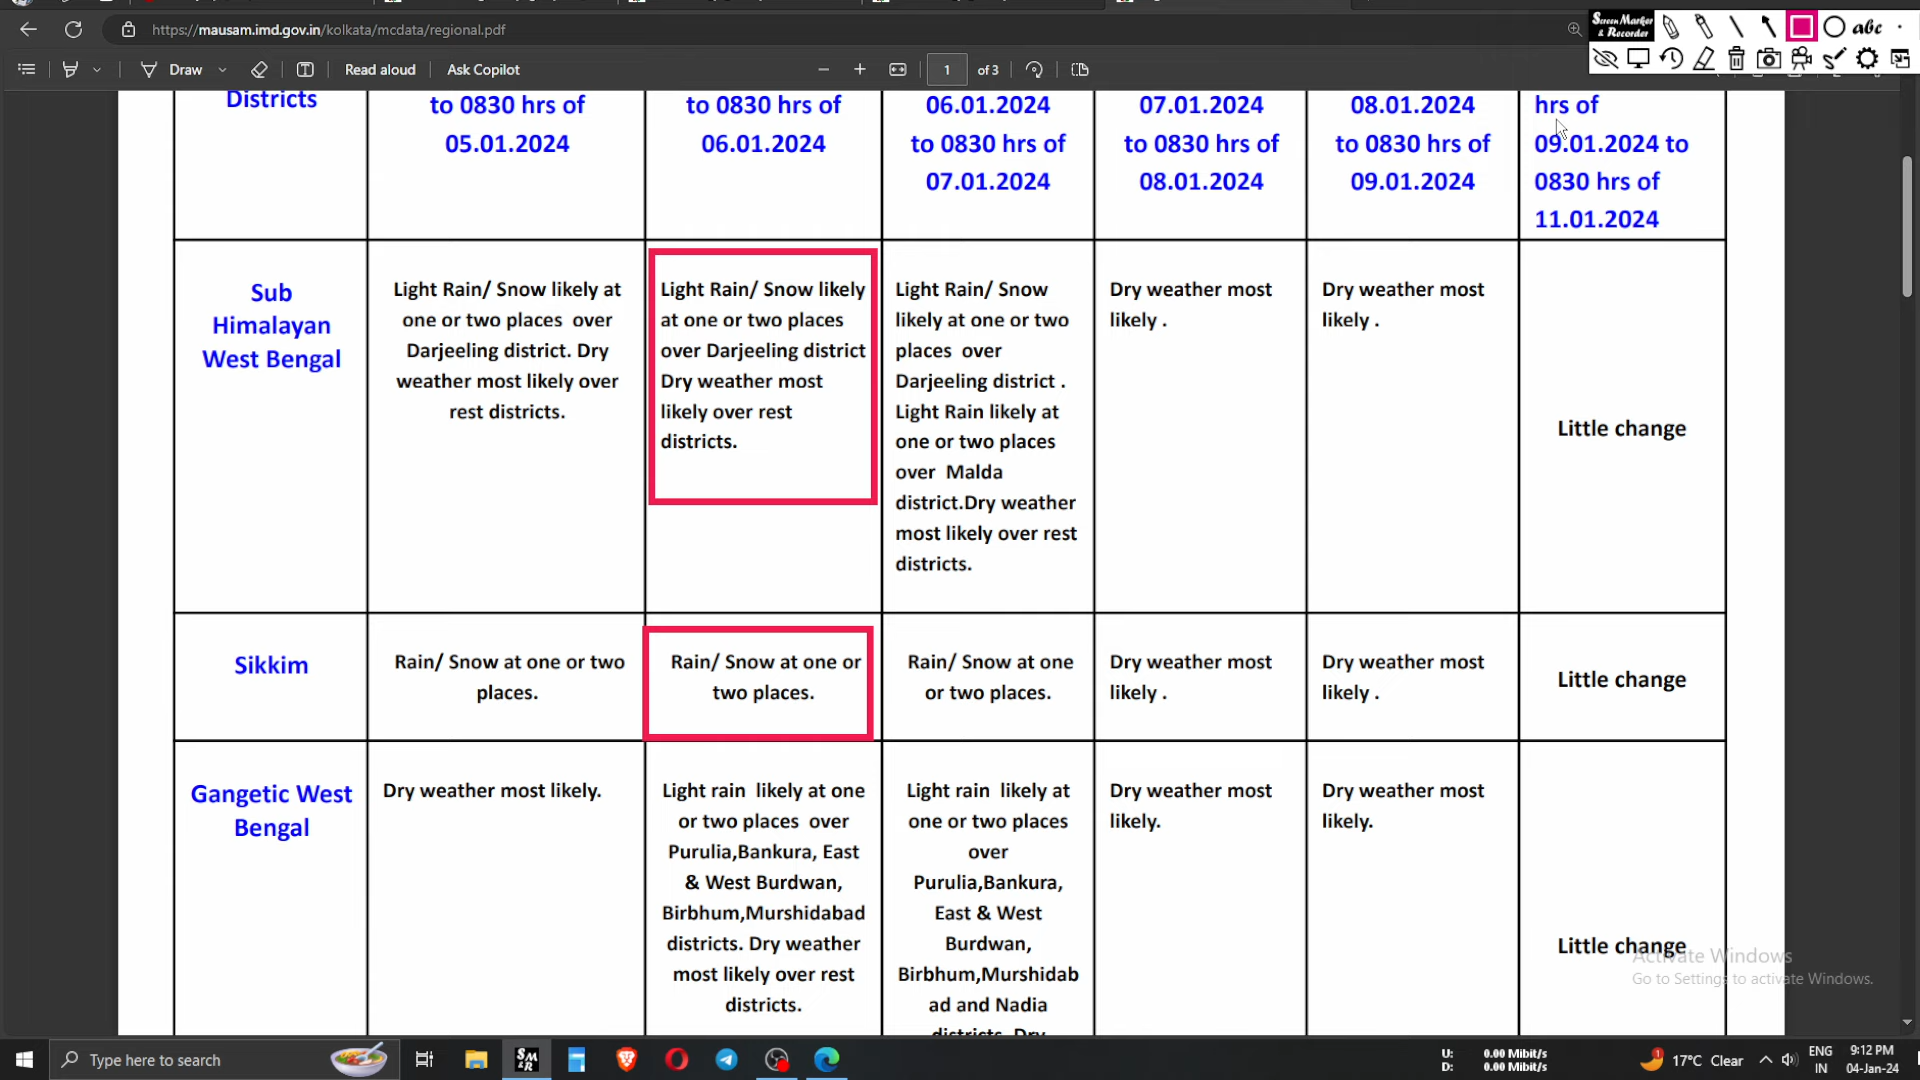 https://mausam.imd.gov.in/kolkata/mcdata/regional.pdf
Screen Marker
& Recorder
abc
Draw
Read aloud
Ask Copilot
1
of 3
Districts
to 0830 hrs of
05.01.2024
to 0830 hrs of
06.01.2024
06.01.2024
to 0830 hrs of
07.01.2024
07.01.2024
to 0830 hrs of
08.01.2024
08.01.2024
to 0830 hrs of
09.01.2024
hrs of
09.01.2024 to
0830 hrs of
11.01.2024
Sub
Himalayan
West Bengal
Light Rain/ Snow likely at
one or two places over
Darjeeling district. Dry
weather most likely over
rest districts.
Light Rain/ Snow likely
at one or two places
over Darjeeling district
Dry weather most
likely over rest
districts.
Light Rain/ Snow
likely at one or two
places over
Darjeeling district .
Light Rain likely at
one or two places
over Malda
district.Dry weather
most likely over rest
districts.
Dry weather most
likely .
Dry weather most
likely .
Little change
Sikkim
Rain/ Snow at one or two
places.
Rain/ Snow at one or
two places.
Rain/ Snow at one
or two places.
Dry weather most
likely .
Dry weather most
likely .
Little change
Gangetic West
Bengal
Dry weather most likely.
Light rain likely at one
or two places over
Purulia,Bankura, East
& West Burdwan,
Birbhum,Murshidabad
districts. Dry weather
most likely over rest
districts.
Light rain likely at
one or two places
over
Purulia,Bankura,
East & West
Burdwan,
Birbhum,Murshidab
ad and Nadia
districts. Dry
Dry weather most
likely.
Dry weather most
likely.
Little change
Activate Windows
Go to Settings to activate Windows.
Type here to search
SM
&R
U: 0.00 Mibit/s
D: 0.00 Mibit/s
1
17°C Clear
ENG
IN
9:12 PM
04-Jan-24